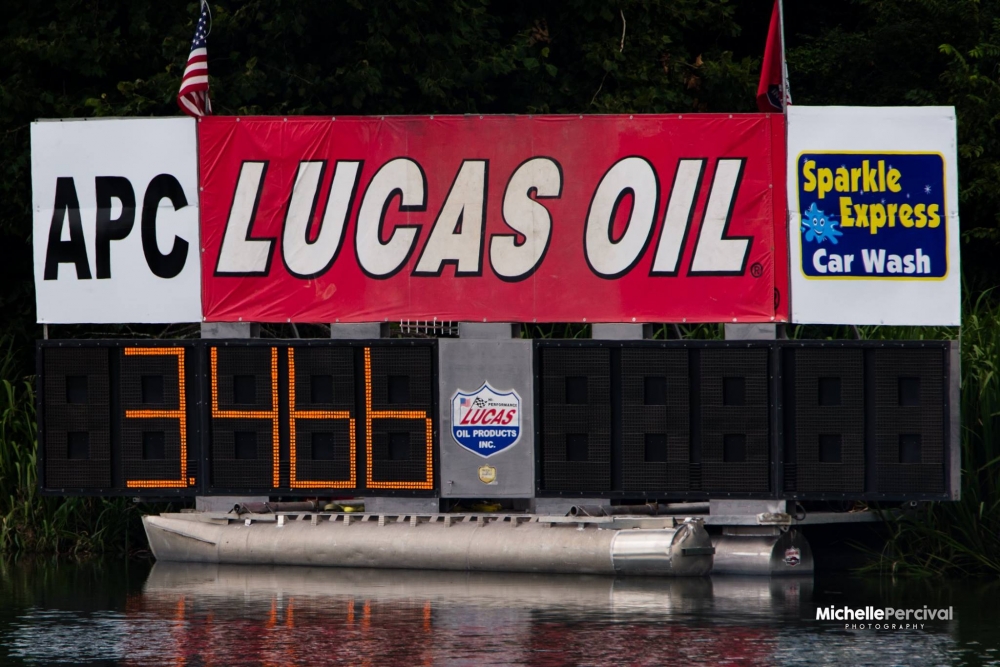 APC
LUCAS OIL®
Sparkle
Express
Car Wash
3.466
LUCAS
OIL PRODUCTS
INC.
MichellePercival
PHOTOGRAPHY